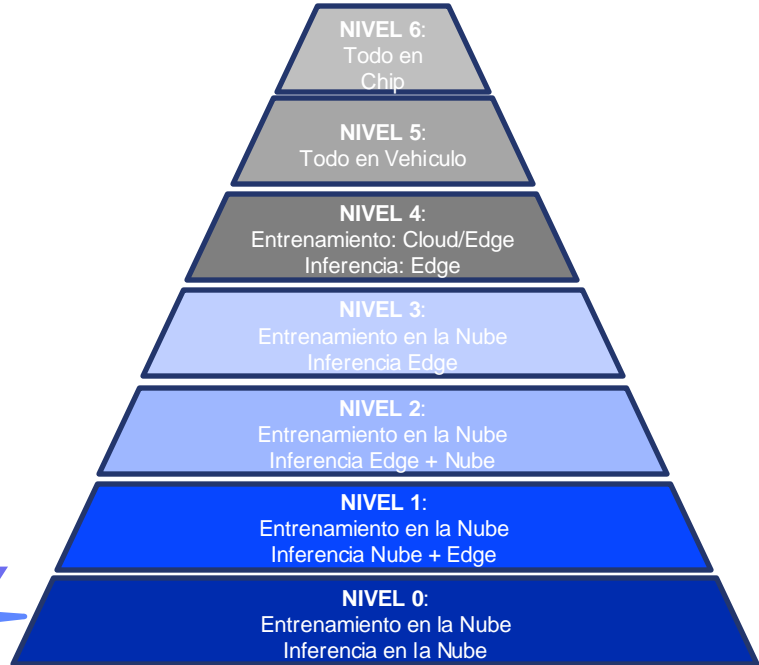 NIVEL 6:
Todo en
Chip
NIVEL 5:
Todo en Vehiculo
NIVEL 4:
Entrenamiento: Cloud/Edge
Inferencia: Edge
NIVEL 3:
Entrenamiento en la Nube
Inferencia Edge
NIVEL 2:
Entrenamiento en la Nube
Inferencia Edge + Nube
NIVEL 1:
Entrenamiento en la Nube
Inferencia Nube + Edge
NIVEL 0:
Entrenamiento en la Nube
Inferencia en la Nube